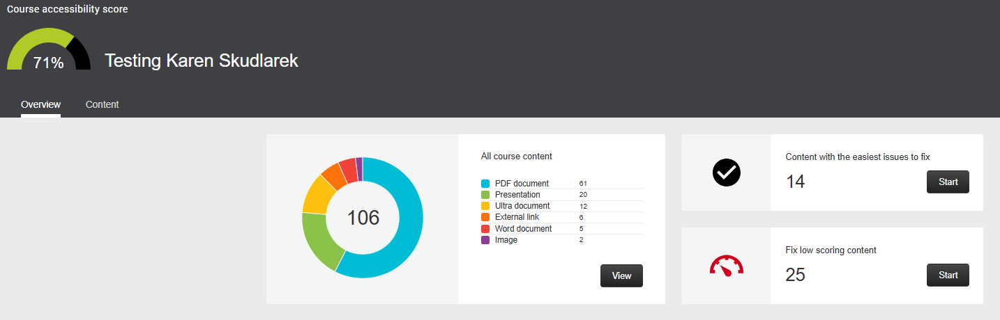 Course accessibility score
71%
Testing Karen Skudlarek
Overview Content
106
All course content
PDF document 61
Presentation 20
Ultra document 12
External link 6
Word document 5
Image 2
View
Content with the easiest issues to fix
14
Start
Fix low scoring content
25
Start